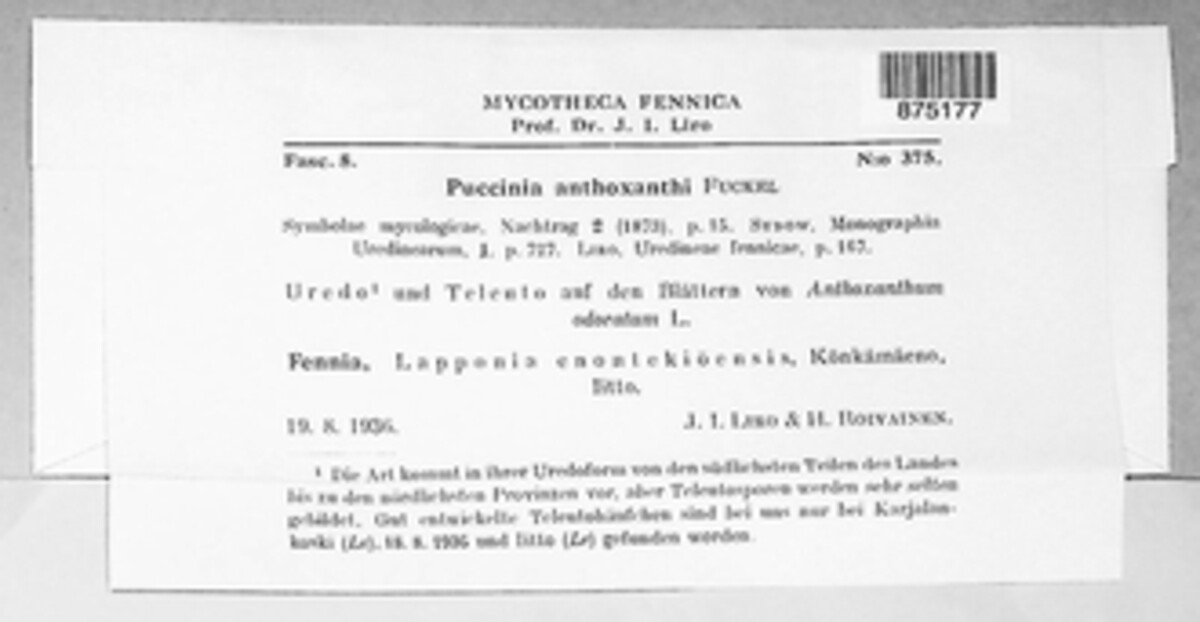 875177
MYCOTHECA FENNICA
Prof. Dr. J. I. Liro
Fasc. 8. N:o 375.
Puccinia anthoxanthi FUCKEL
Symbolae mycologicae, Nachtrag 2 (1873), p. 15. SYDOW, Monographia
Uredinearum, I, p. 727. LIRO, Uredineae fennicae, p. 167.
Uredo¹ und Teleuto auf den Blättern von Anthoxanthum
odoratum L.
Fennia, Lapponia enontekiöensis, Könkämäeno,
Iitto.
19. 8. 1936. J. I. LIRO & H. ROIVAINEN.
¹ Die Art kommt in ihrer Uredoform von den südlichsten Teilen des Landes
bis zu den nördlichsten Provinzen vor, aber Teleutosporen werden sehr selten
gebildet. Gut entwickelte Teleutohäufchen sind bei uns nur bei Karjalan-
koski (Le), 18. 8. 1936 und Iitto (Le) gefunden worden.